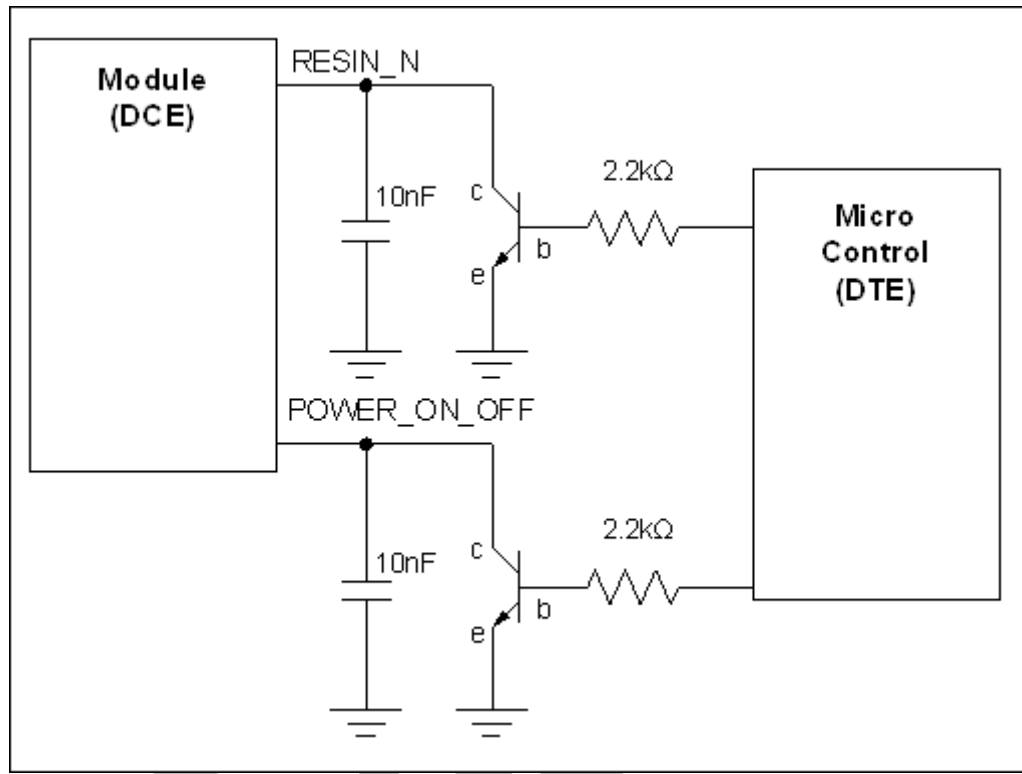 Module
(DCE)
RESIN_N
10nF
c
b
e
2.2kΩ
Micro
Control
(DTE)
POWER_ON_OFF
10nF
c
b
e
2.2kΩ